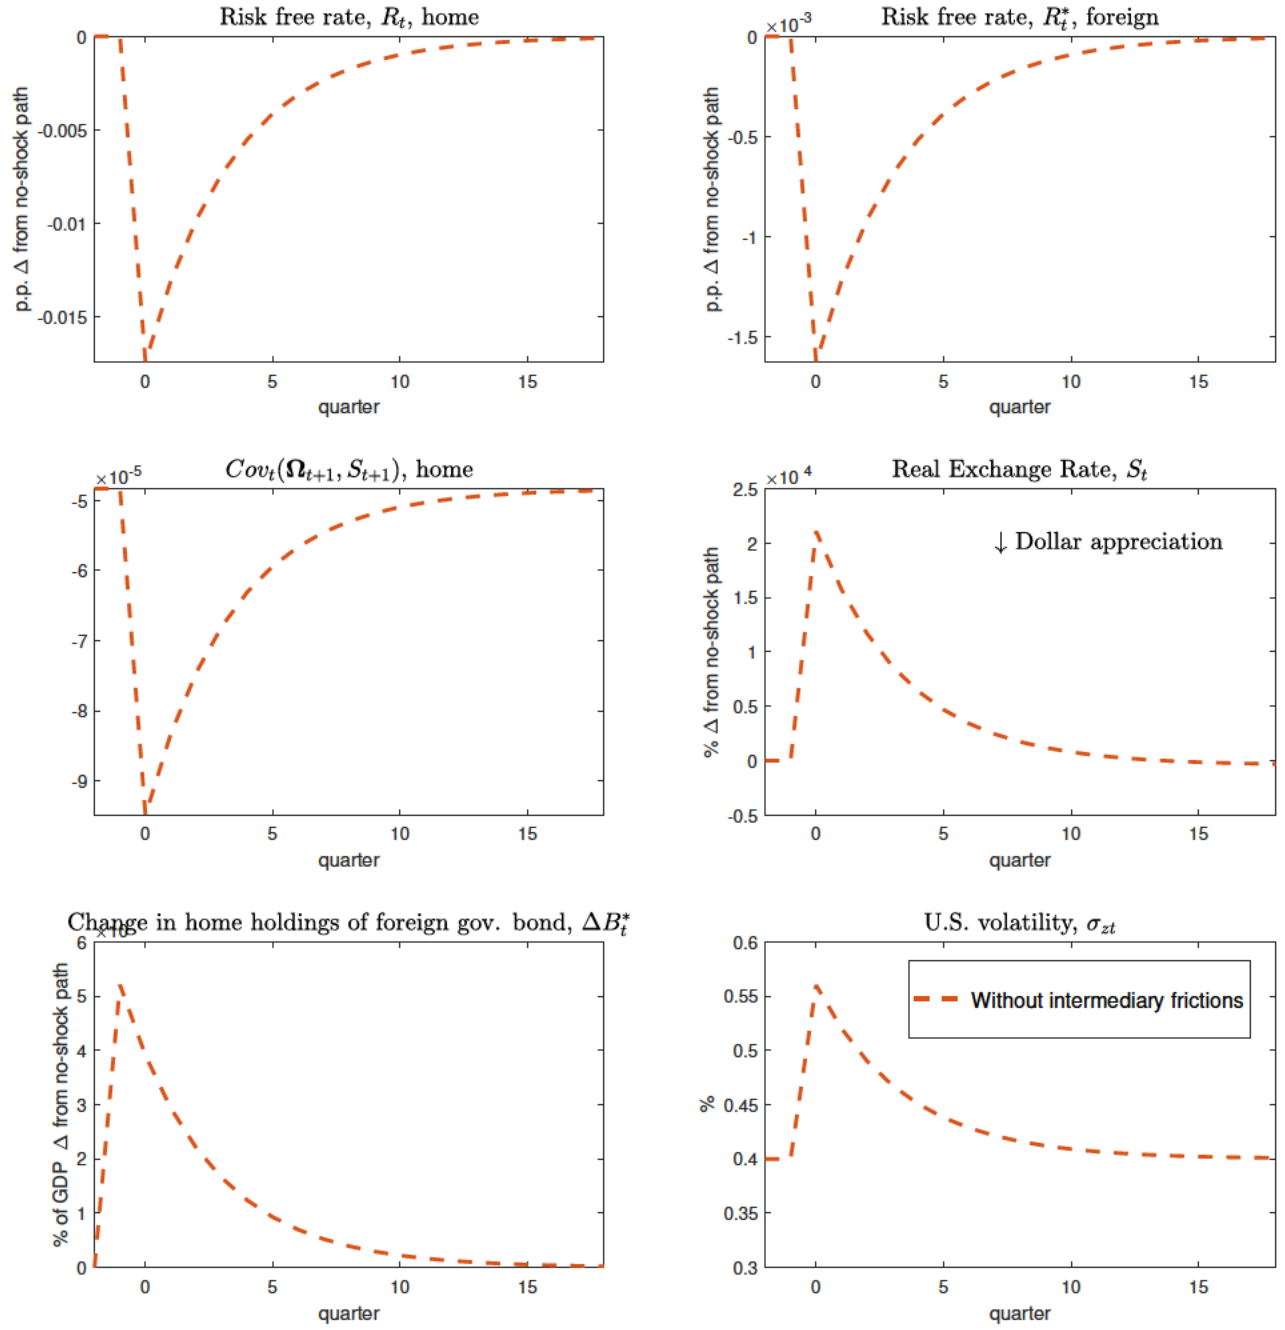 Risk free rate, R_t, home
0
-0.005
-0.01
-0.015
p.p. Δ from no-shock path
0 5 10 15
quarter
Risk free rate, R_t^*, foreign
×10^-3
0
-0.5
-1
-1.5
p.p. Δ from no-shock path
0 5 10 15
quarter
Cov_t(Ω_{t+1}, S_{t+1}), home
×10^-5
-5
-6
-7
-8
-9
0 5 10 15
quarter
Real Exchange Rate, S_t
×10^4
2.5
2
1.5
1
0.5
0
-0.5
% Δ from no-shock path
↓ Dollar appreciation
0 5 10 15
quarter
Change in home holdings of foreign gov. bond, ΔB_t^*
6
5
4
3
2
1
0
% of GDP Δ from no-shock path
0 5 10 15
quarter
U.S. volatility, σ_{zt}
0.6
0.55
0.5
0.45
0.4
0.35
0.3
%
Without intermediary frictions
0 5 10 15
quarter